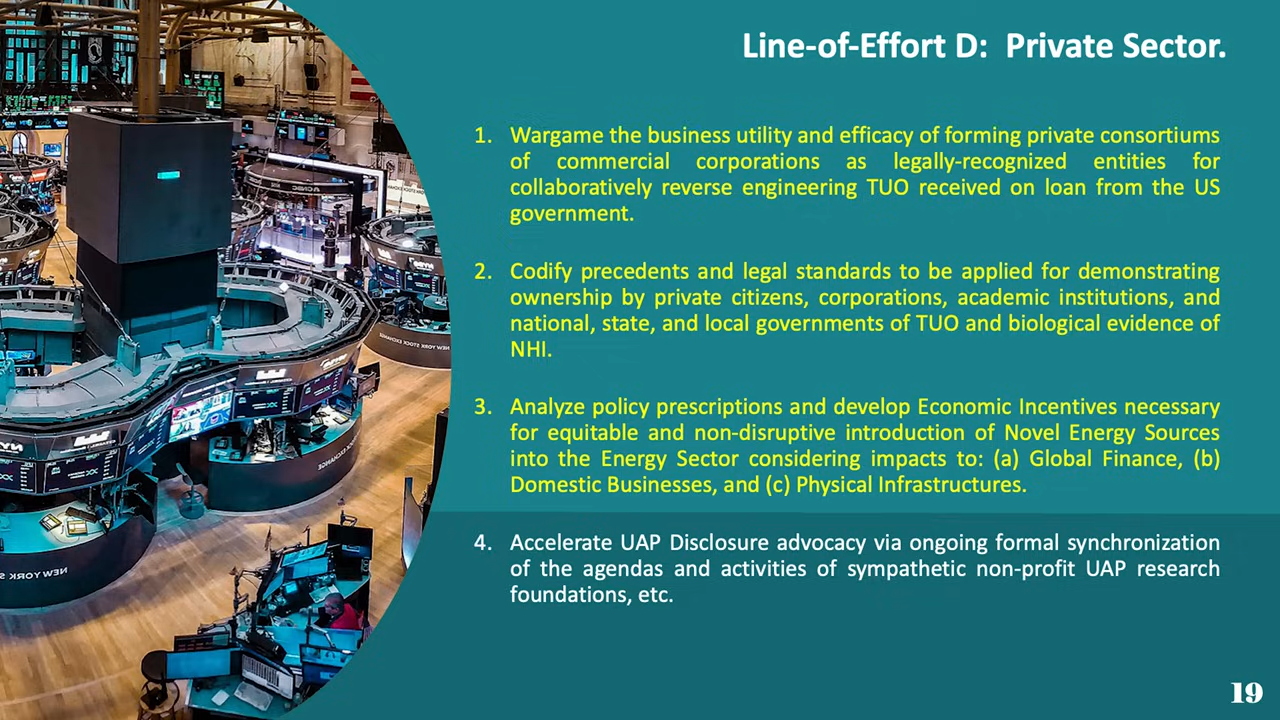 Line-of-Effort D: Private Sector.
1. Wargame the business utility and efficacy of forming private consortiums
of commercial corporations as legally-recognized entities for
collaboratively reverse engineering TUO received on loan from the US
government.
2. Codify precedents and legal standards to be applied for demonstrating
ownership by private citizens, corporations, academic institutions, and
national, state, and local governments of TUO and biological evidence of
NHI.
3. Analyze policy prescriptions and develop Economic Incentives necessary
for equitable and non-disruptive introduction of Novel Energy Sources
into the Energy Sector considering impacts to: (a) Global Finance, (b)
Domestic Businesses, and (c) Physical Infrastructures.
4. Accelerate UAP Disclosure advocacy via ongoing formal synchronization
of the agendas and activities of sympathetic non-profit UAP research
foundations, etc.
NEW YORK STOCK EXCHANGE
19